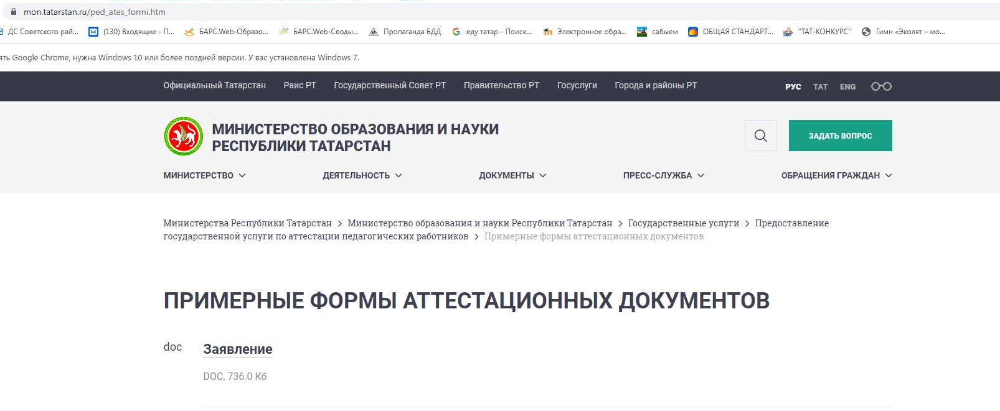 mon.tatarstan.ru/ped_ates_formi.htm
ДС Советского рай... (130) Входящие - П... БАРС.Web-Образо... БАРС.Web-Своды... Пропаганда БДД еду татар - Поиск... Электронное обра... сабыем ОБЩАЯ СТАНДАРТ... "ТАТ-КОНКУРС" Гимн «Эколят – мо...
Google Chrome, нужна Windows 10 или более поздней версии. У вас установлена Windows 7.
Официальный Татарстан Раис РТ Государственный Совет РТ Правительство РТ Госуслуги Города и районы РТ РУС ТАТ ENG
МИНИСТЕРСТВО ОБРАЗОВАНИЯ И НАУКИ
РЕСПУБЛИКИ ТАТАРСТАН
ЗАДАТЬ ВОПРОС
МИНИСТЕРСТВО ДЕЯТЕЛЬНОСТЬ ДОКУМЕНТЫ ПРЕСС-СЛУЖБА ОБРАЩЕНИЯ ГРАЖДАН
Министерства Республики Татарстан > Министерство образования и науки Республики Татарстан > Государственные услуги > Предоставление
государственной услуги по аттестации педагогических работников > Примерные формы аттестационных документов
ПРИМЕРНЫЕ ФОРМЫ АТТЕСТАЦИОННЫХ ДОКУМЕНТОВ
doc Заявление
DOC, 736.0 Кб